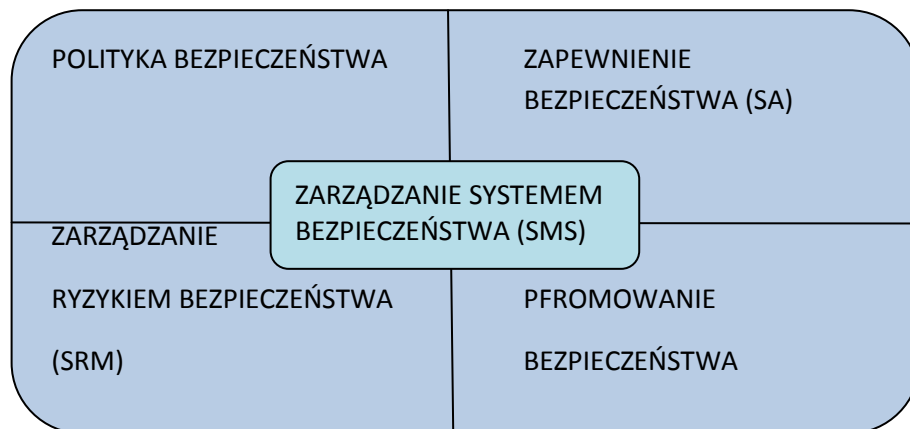 POLITYKA BEZPIECZEŃSTWA
ZAPEWNIENIE
BEZPIECZEŃSTWA (SA)
ZARZĄDZANIE SYSTEMEM
BEZPIECZEŃSTWA (SMS)
ZARZĄDZANIE
RYZYKIEM BEZPIECZEŃSTWA
(SRM)
PFROMOWANIE
BEZPIECZEŃSTWA